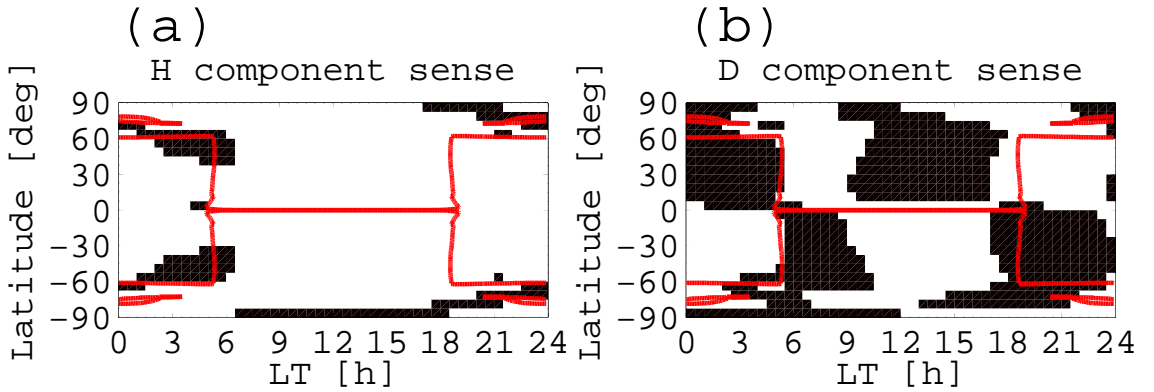 (a) (b)
H component sense D component sense
Latitude [deg] Latitude [deg]
90 90
60 60
30 30
0 0
-30 -30
-60 -60
-90 -90
0 3 6 9 12 15 18 21 24 0 3 6 9 12 15 18 21 24
LT [h] LT [h]